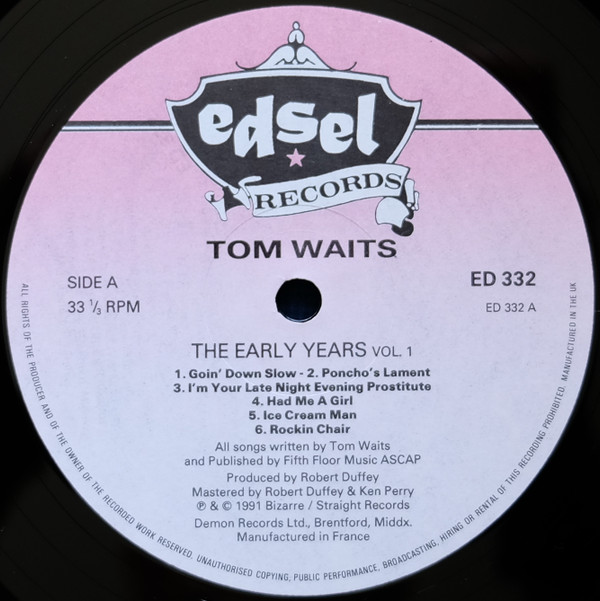 edsel
RECORDS
TOM WAITS
SIDE A
33 ⅓ RPM
ED 332
ED 332 A
THE EARLY YEARS VOL. 1
1. Goin' Down Slow - 2. Poncho's Lament
3. I'm Your Late Night Evening Prostitute
4. Had Me A Girl
5. Ice Cream Man
6. Rockin Chair
All songs written by Tom Waits
and Published by Fifth Floor Music ASCAP
Produced by Robert Duffey
Mastered by Robert Duffey & Ken Perry
℗ & © 1991 Bizarre / Straight Records
Demon Records Ltd., Brentford, Middx.
Manufactured in France
ALL RIGHTS OF THE PRODUCER AND OF THE OWNER OF THE RECORDED WORK RESERVED. UNAUTHORISED COPYING, PUBLIC PERFORMANCE, BROADCASTING, HIRING OR RENTAL OF THIS RECORDING PROHIBITED. MANUFACTURED IN THE UK